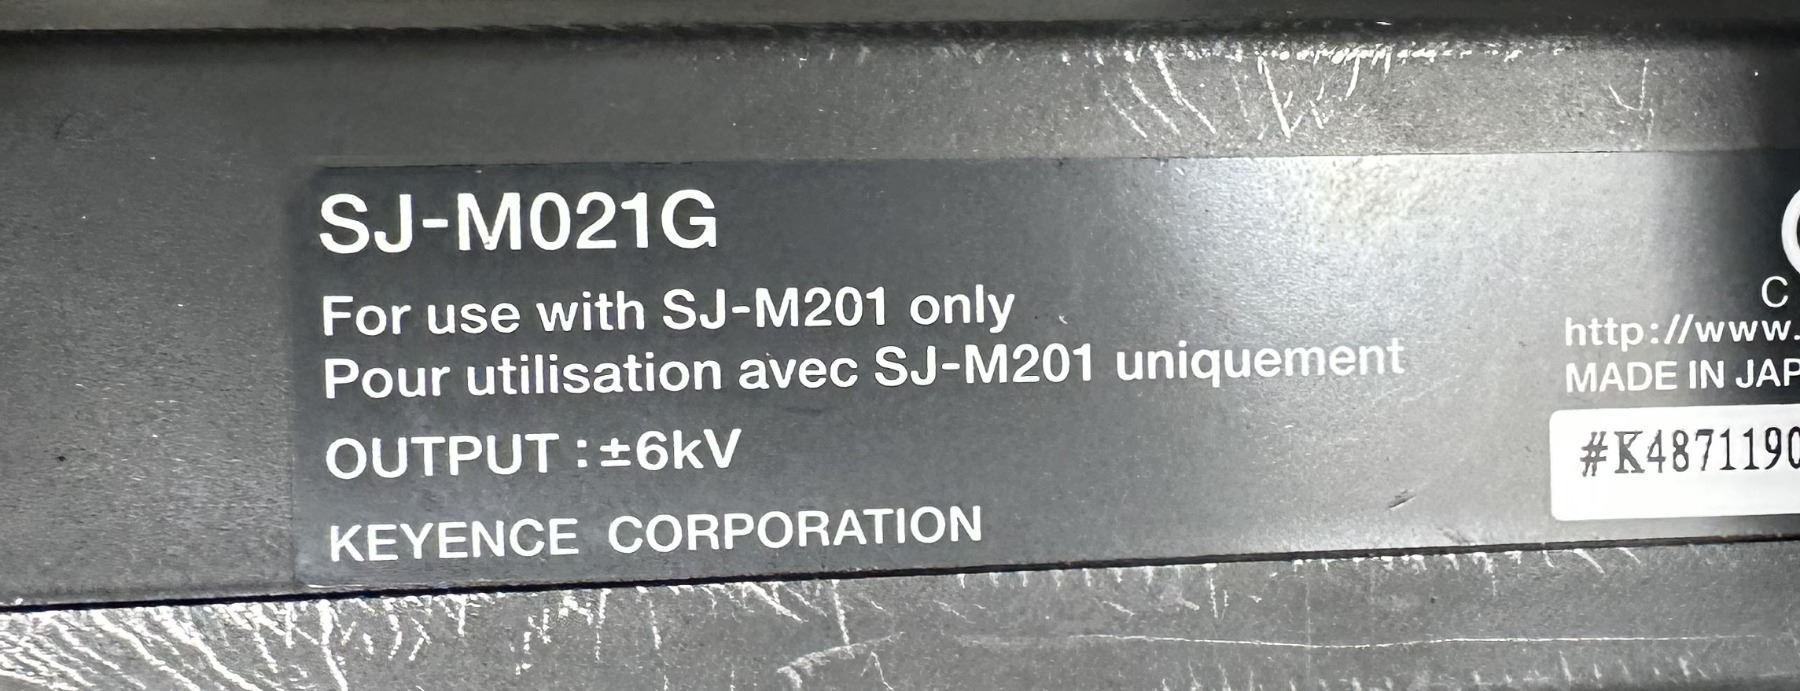 SJ-M021G
For use with SJ-M201 only
Pour utilisation avec SJ-M201 uniquement
OUTPUT : ±6kV
KEYENCE CORPORATION
C
http://www.
MADE IN JAP
#K4871190